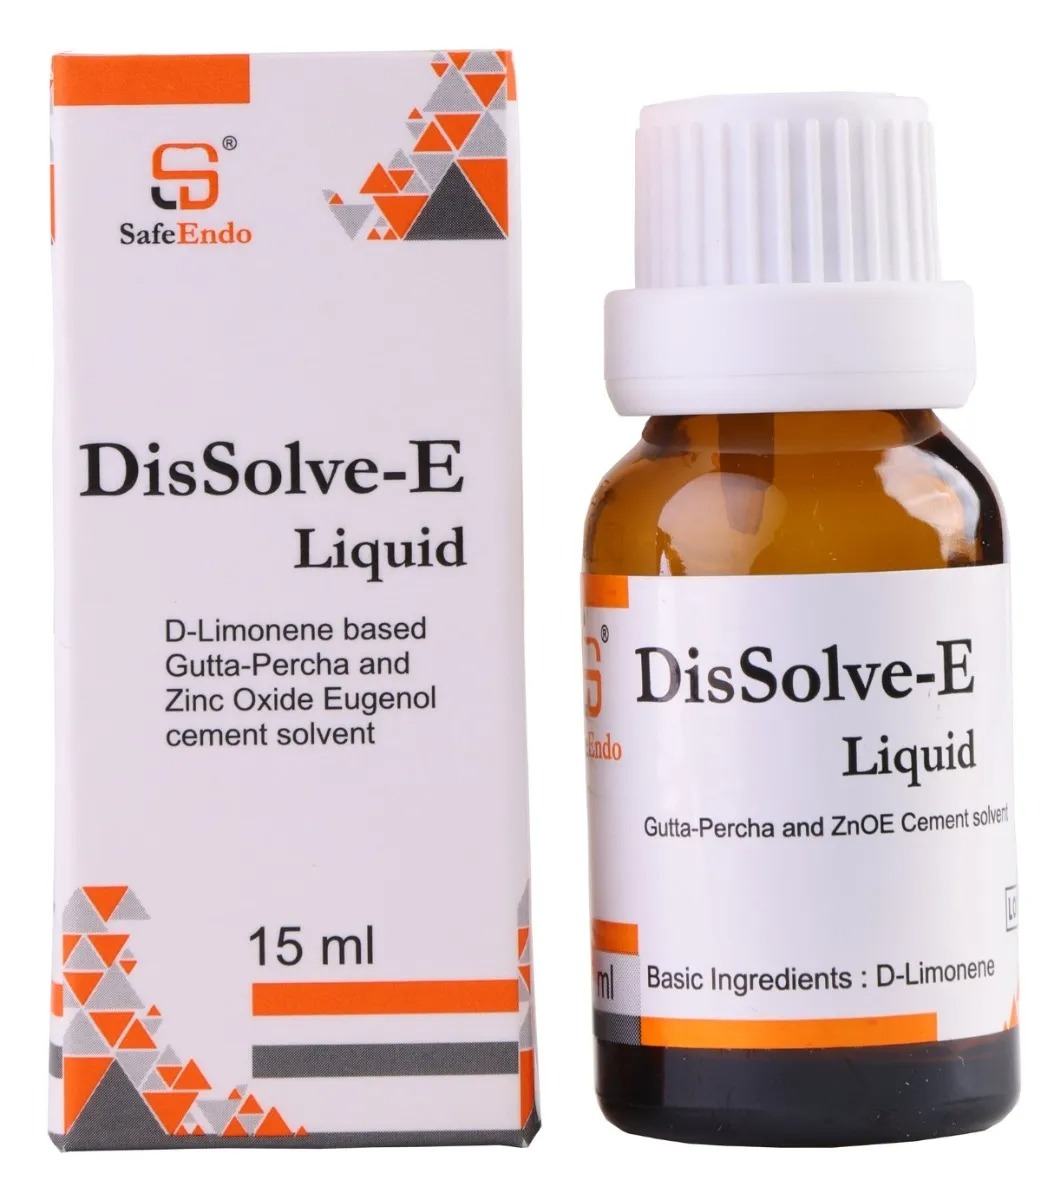 ®
SafeEndo
DisSolve-E
Liquid
D-Limonene based
Gutta-Percha and
Zinc Oxide Eugenol
cement solvent
15 ml
®
Endo
DisSolve-E
Liquid
Gutta-Percha and ZnOE Cement solvent
ml
Basic Ingredients : D-Limonene